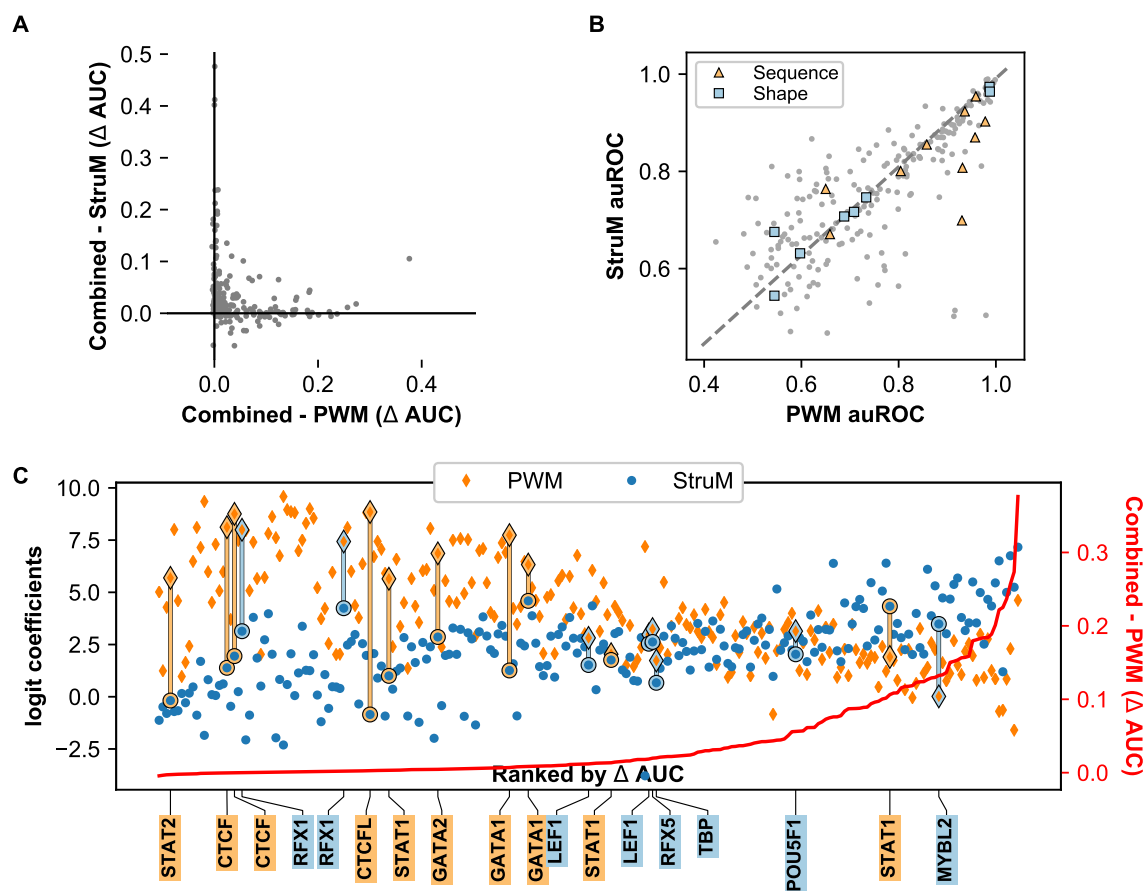 A
0.5
0.4
0.3
0.2
0.1
0.0
Combined - StruM (Δ AUC)
0.0 0.2 0.4
Combined - PWM (Δ AUC)
B
Sequence
Shape
1.0
0.8
0.6
StruM auROC
0.4 0.6 0.8 1.0
PWM auROC
C
PWM StruM
10.0
7.5
5.0
2.5
0.0
−2.5
logit coefficients
0.3
0.2
0.1
0.0
Combined - PWM (Δ AUC)
Ranked by Δ AUC
STAT2
CTCF
CTCF
RFX1
RFX1
CTCFL
STAT1
GATA2
GATA1
GATA1
LEF1
STAT1
LEF1
RFX5
TBP
POU5F1
STAT1
MYBL2